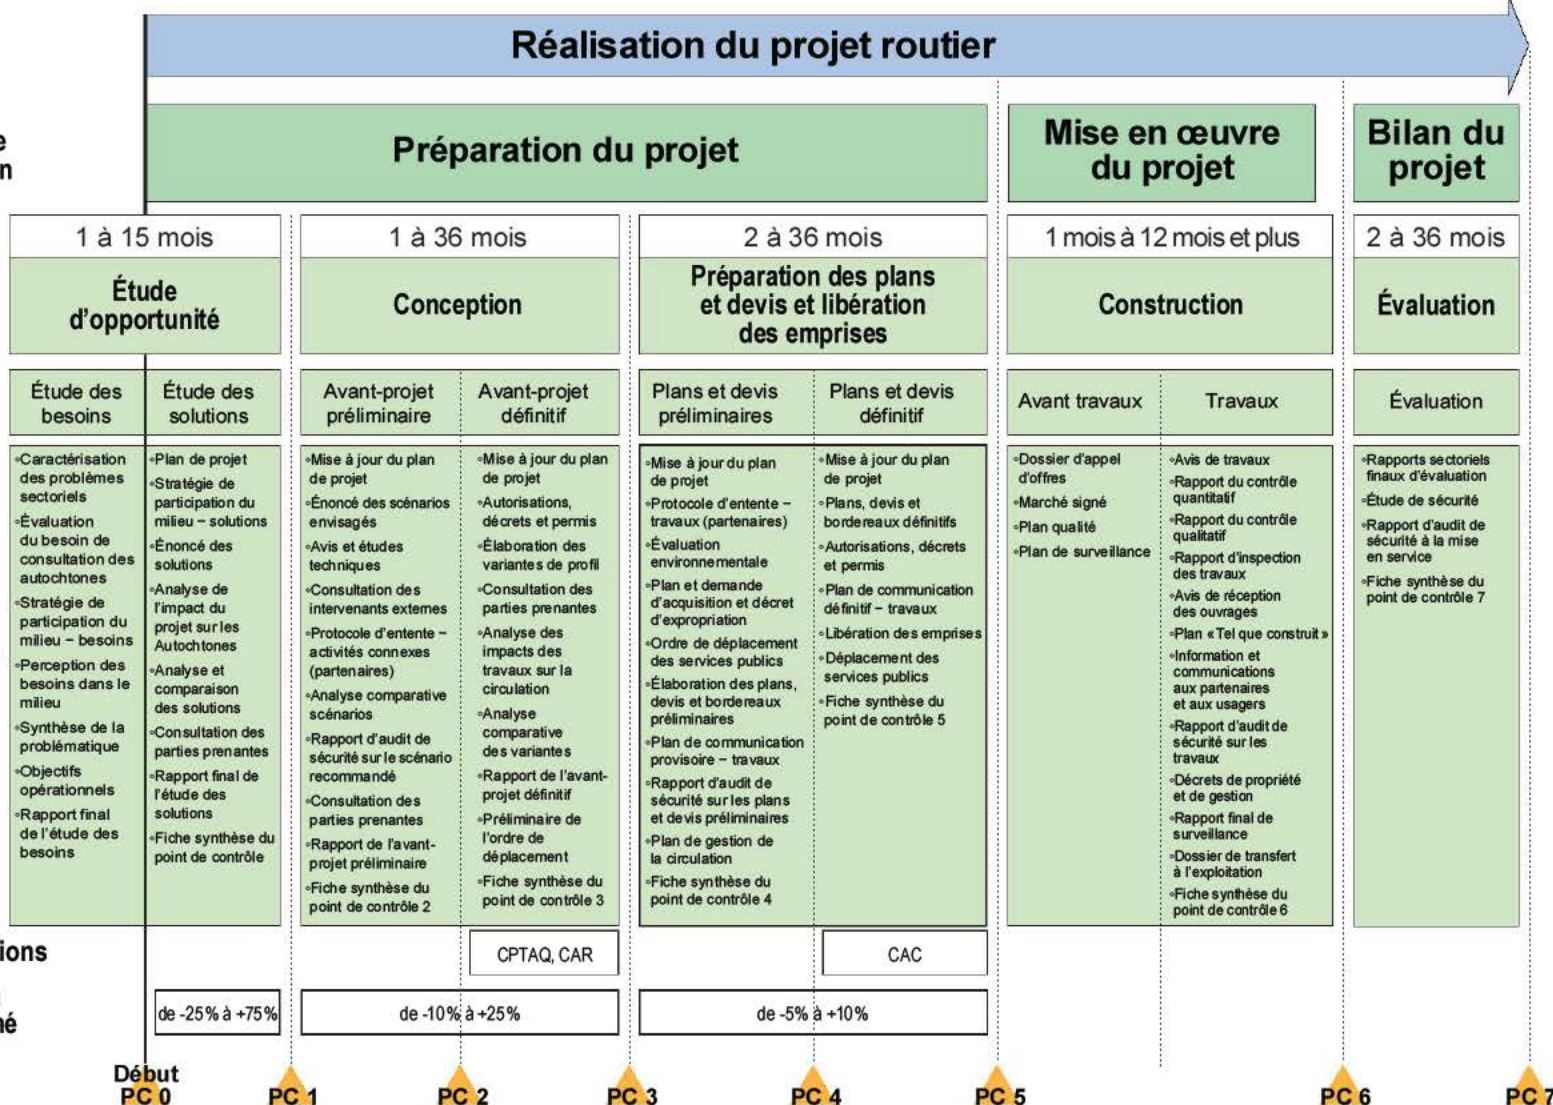 Réalisation du projet routier
Préparation du projet
Mise en œuvre
du projet
Bilan du
projet
1 à 15 mois
Étude
d'opportunité
1 à 36 mois
Conception
2 à 36 mois
Préparation des plans
et devis et libération
des emprises
1 mois à 12 mois et plus
Construction
2 à 36 mois
Évaluation
Étude des
besoins
Étude des
solutions
Avant-projet
préliminaire
Avant-projet
définitif
Plans et devis
préliminaires
Plans et devis
définitif
Avant travaux
Travaux
Évaluation
◦Caractérisation
des problèmes
sectoriels
◦Évaluation
du besoin de
consultation des
autochtones
◦Stratégie de
participation du
milieu – besoins
◦Perception des
besoins dans le
milieu
◦Synthèse de la
problématique
◦Objectifs
opérationnels
◦Rapport final
de l'étude des
besoins
◦Plan de projet
◦Stratégie de
participation du
milieu – solutions
◦Énoncé des
solutions
◦Analyse de
l'impact du
projet sur les
Autochtones
◦Analyse et
comparaison
des solutions
◦Consultation des
parties prenantes
◦Rapport final de
l'étude des
solutions
◦Fiche synthèse du
point de contrôle
◦Mise à jour du plan
de projet
◦Énoncé des scénarios
envisagés
◦Avis et études
techniques
◦Consultation des
intervenants externes
◦Protocole d'entente –
activités connexes
(partenaires)
◦Analyse comparative
scénarios
◦Rapport d'audit de
sécurité sur le scénario
recommandé
◦Consultation des
parties prenantes
◦Rapport de l'avant-
projet préliminaire
◦Fiche synthèse du
point de contrôle 2
◦Mise à jour du plan
de projet
◦Autorisations,
décrets et permis
◦Élaboration des
variantes de profil
◦Consultation des
parties prenantes
◦Analyse des
impacts des
travaux sur la
circulation
◦Analyse
comparative
des variantes
◦Rapport de l'avant-
projet définitif
◦Préliminaire de
l'ordre de
déplacement
◦Fiche synthèse du
point de contrôle 3
◦Mise à jour du plan
de projet
◦Protocole d'entente –
travaux (partenaires)
◦Évaluation
environnementale
◦Plan et demande
d'acquisition et décret
d'expropriation
◦Ordre de déplacement
des services publics
◦Élaboration des plans,
devis et bordereaux
préliminaires
◦Plan de communication
provisoire – travaux
◦Rapport d'audit de
sécurité sur les plans
et devis préliminaires
◦Plan de gestion de
la circulation
◦Fiche synthèse du
point de contrôle 4
◦Mise à jour du plan
de projet
◦Plans, devis et
bordereaux définitifs
◦Autorisations, décrets
et permis
◦Plan de communication
définitif – travaux
◦Libération des emprises
◦Déplacement des
services publics
◦Fiche synthèse du
point de contrôle 5
◦Dossier d'appel
d'offres
◦Marché signé
◦Plan qualité
◦Plan de surveillance
◦Avis de travaux
◦Rapport du contrôle
quantitatif
◦Rapport du contrôle
qualitatif
◦Rapport d'inspection
des travaux
◦Avis de réception
des ouvrages
◦Plan « Tel que construit »
◦Information et
communications
aux partenaires
et aux usagers
◦Rapport d'audit de
sécurité sur les
travaux
◦Décrets de propriété
et de gestion
◦Rapport final de
surveillance
◦Dossier de transfert
à l'exploitation
◦Fiche synthèse du
point de contrôle 6
◦Rapports sectoriels
finaux d'évaluation
◦Étude de sécurité
◦Rapport d'audit de
sécurité à la mise
en service
◦Fiche synthèse du
point de contrôle 7
CPTAQ, CAR
CAC
de -25% à +75%
de -10% à +25%
de -5% à +10%
Début
PC 0
PC 1
PC 2
PC 3
PC 4
PC 5
PC 6
PC 7